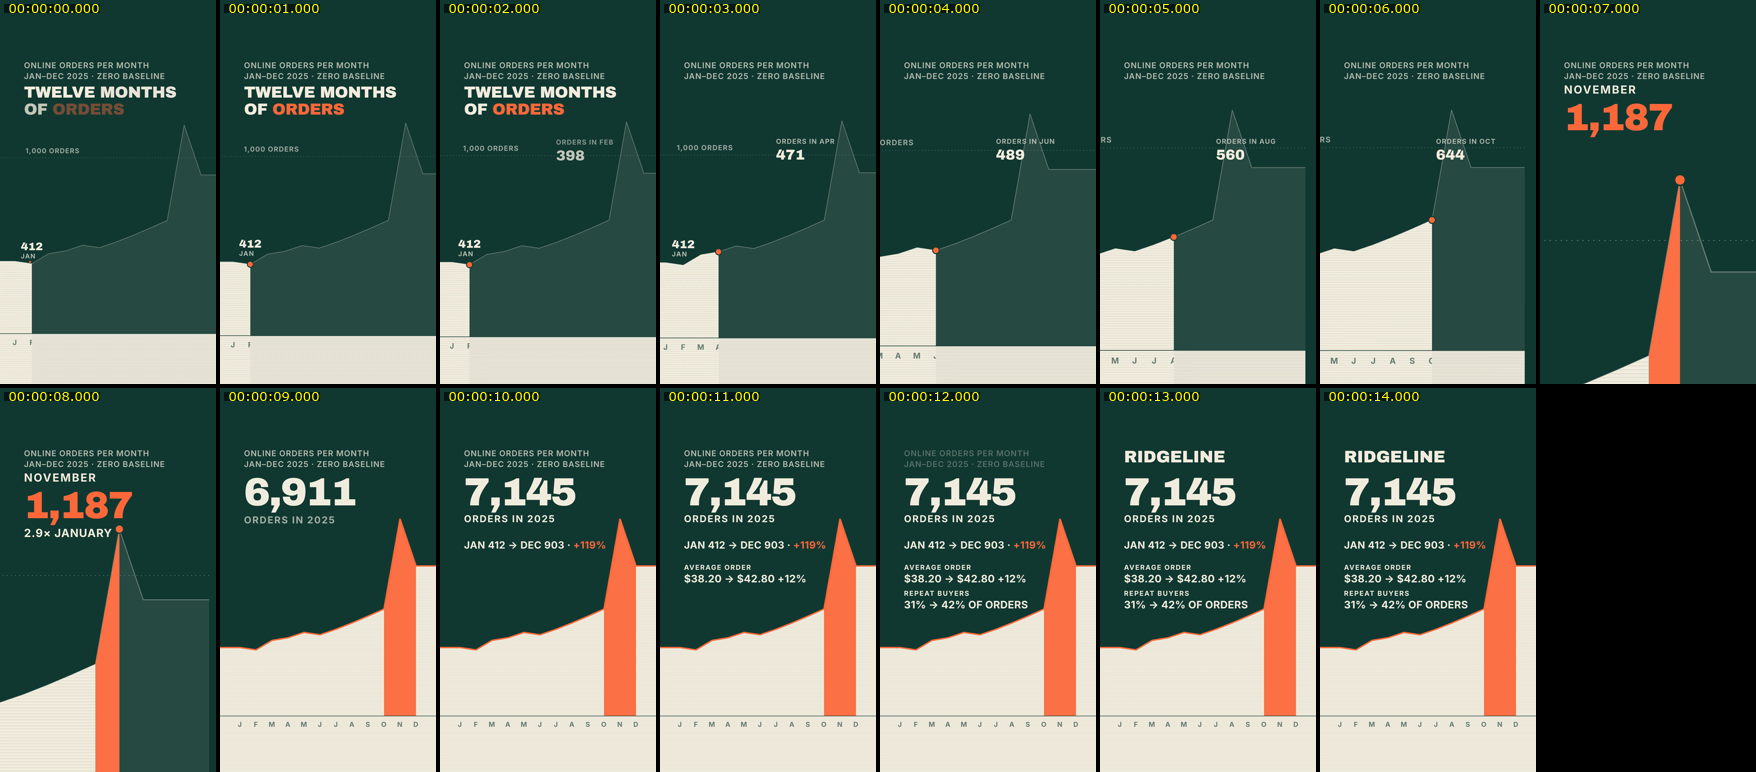 00:00:00.000
ONLINE ORDERS PER MONTH
JAN–DEC 2025 · ZERO BASELINE
TWELVE MONTHS
OF ORDERS
1,000 ORDERS
412
JAN
J F
00:00:01.000
ONLINE ORDERS PER MONTH
JAN–DEC 2025 · ZERO BASELINE
TWELVE MONTHS
OF ORDERS
1,000 ORDERS
412
JAN
J F
00:00:02.000
ONLINE ORDERS PER MONTH
JAN–DEC 2025 · ZERO BASELINE
TWELVE MONTHS
OF ORDERS
1,000 ORDERS
ORDERS IN FEB
398
412
JAN
J F
00:00:03.000
ONLINE ORDERS PER MONTH
JAN–DEC 2025 · ZERO BASELINE
1,000 ORDERS
ORDERS IN APR
471
412
JAN
J F M A
00:00:04.000
ONLINE ORDERS PER MONTH
JAN–DEC 2025 · ZERO BASELINE
ORDERS
ORDERS IN JUN
489
A M
00:00:05.000
ONLINE ORDERS PER MONTH
JAN–DEC 2025 · ZERO BASELINE
RS
ORDERS IN AUG
560
M J J A
00:00:06.000
ONLINE ORDERS PER MONTH
JAN–DEC 2025 · ZERO BASELINE
RS
ORDERS IN OCT
644
M J J A S O
00:00:07.000
ONLINE ORDERS PER MONTH
JAN–DEC 2025 · ZERO BASELINE
NOVEMBER
1,187
00:00:08.000
ONLINE ORDERS PER MONTH
JAN–DEC 2025 · ZERO BASELINE
NOVEMBER
1,187
2.9× JANUARY
00:00:09.000
ONLINE ORDERS PER MONTH
JAN–DEC 2025 · ZERO BASELINE
6,911
ORDERS IN 2025
J F M A M J J A S O N D
00:00:10.000
ONLINE ORDERS PER MONTH
JAN–DEC 2025 · ZERO BASELINE
7,145
ORDERS IN 2025
JAN 412 → DEC 903 · +119%
J F M A M J J A S O N D
00:00:11.000
ONLINE ORDERS PER MONTH
JAN–DEC 2025 · ZERO BASELINE
7,145
ORDERS IN 2025
JAN 412 → DEC 903 · +119%
AVERAGE ORDER
$38.20 → $42.80 +12%
J F M A M J J A S O N D
00:00:12.000
ONLINE ORDERS PER MONTH
JAN–DEC 2025 · ZERO BASELINE
7,145
ORDERS IN 2025
JAN 412 → DEC 903 · +119%
AVERAGE ORDER
$38.20 → $42.80 +12%
REPEAT BUYERS
31% → 42% OF ORDERS
J F M A M J J A S O N D
00:00:13.000
RIDGELINE
7,145
ORDERS IN 2025
JAN 412 → DEC 903 · +119%
AVERAGE ORDER
$38.20 → $42.80 +12%
REPEAT BUYERS
31% → 42% OF ORDERS
J F M A M J J A S O N D
00:00:14.000
RIDGELINE
7,145
ORDERS IN 2025
JAN 412 → DEC 903 · +119%
AVERAGE ORDER
$38.20 → $42.80 +12%
REPEAT BUYERS
31% → 42% OF ORDERS
J F M A M J J A S O N D